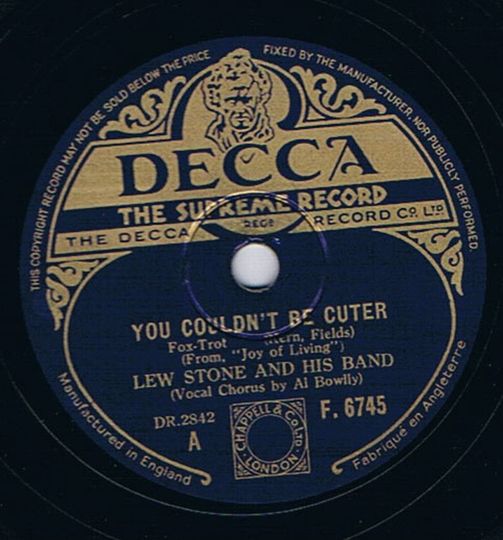 THIS COPYRIGHT RECORD MAY NOT BE SOLD BELOW THE PRICE FIXED BY THE MANUFACTURER, NOR PUBLICLY PERFORMED.
DECCA
THE SUPREME RECORD
THE DECCA RECORD CO. LTD
REGD
YOU COULDN'T BE CUTER
Fox-Trot (Kern, Fields)
(From, "Joy of Living")
LEW STONE AND HIS BAND
(Vocal Chorus by Al Bowlly)
DR.2842
A
F. 6745
CHAPPELL & CO LTD
LONDON
Manufactured in England
Fabriqué en Angleterre